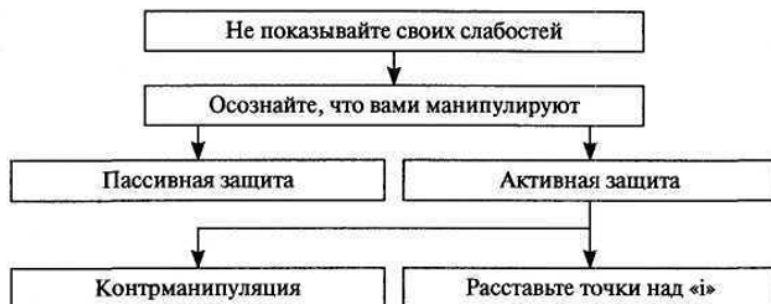 Не показывайте своих слабостей
Осознайте, что вами манипулируют
Пассивная защита
Активная защита
Контрманипуляция
Расставьте точки над «i»